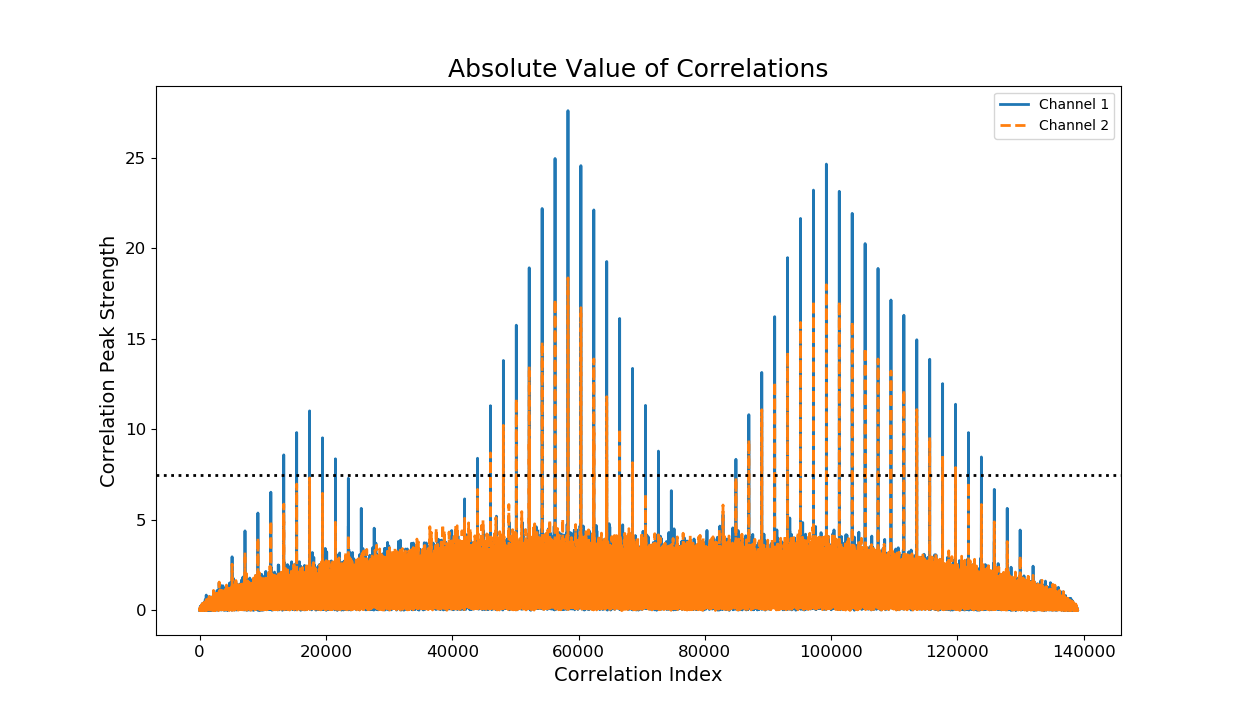 Absolute Value of Correlations
Channel 1
Channel 2
25
20
15
10
5
0
Correlation Peak Strength
0 20000 40000 60000 80000 100000 120000 140000
Correlation Index